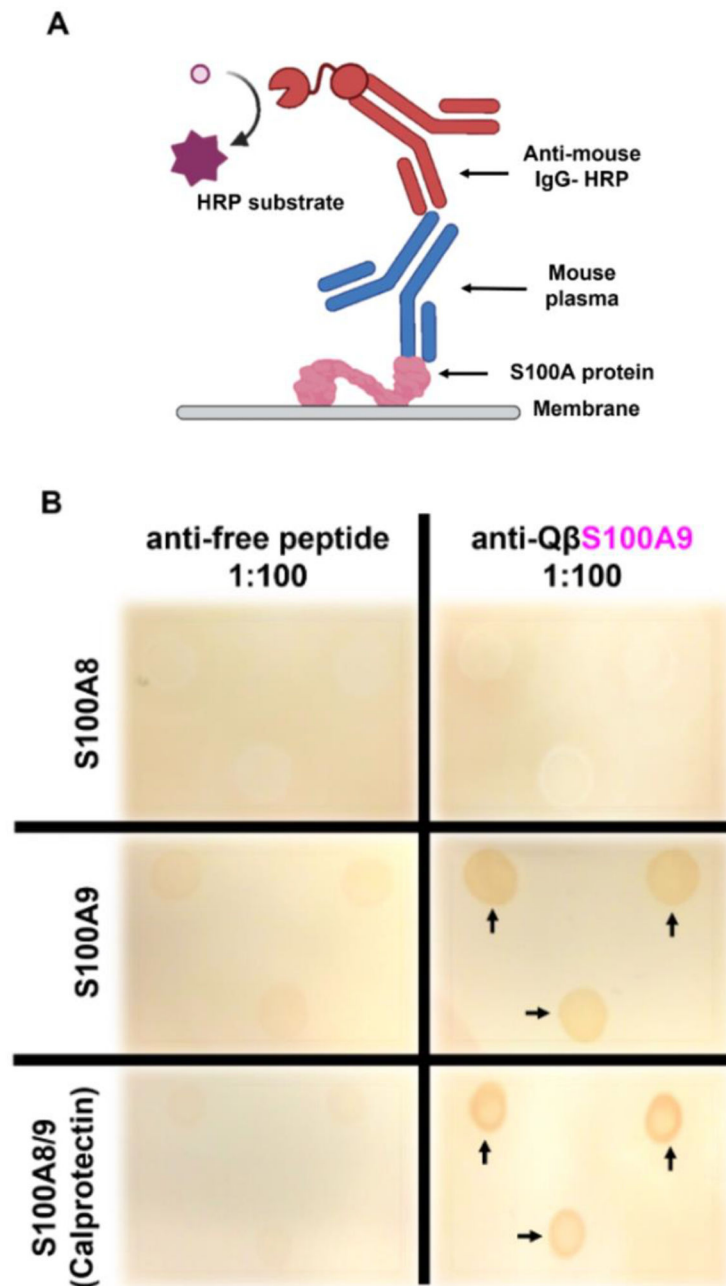 A
HRP substrate
Anti-mouse
IgG- HRP
Mouse
plasma
S100A protein
Membrane
B
anti-free peptide
1:100
anti-QβS100A9
1:100
S100A8
S100A9
S100A8/9
(Calprotectin)